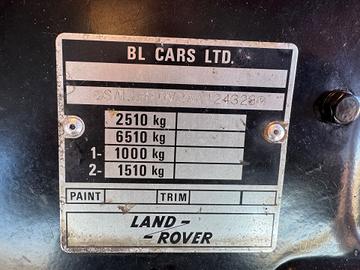 BL CARS LTD.
2510 kg
6510 kg
1- 1000 kg
2- 1510 kg
PAINT TRIM
LAND-
-ROVER